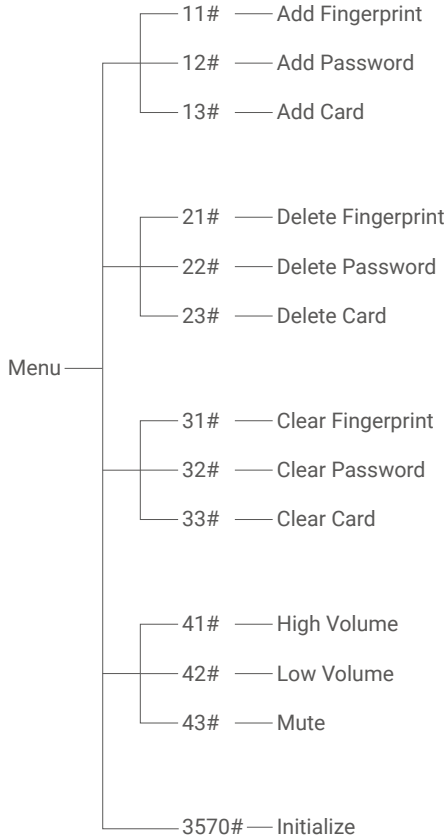 11# Add Fingerprint
12# Add Password
13# Add Card
21# Delete Fingerprint
22# Delete Password
23# Delete Card
Menu
31# Clear Fingerprint
32# Clear Password
33# Clear Card
41# High Volume
42# Low Volume
43# Mute
3570# Initialize